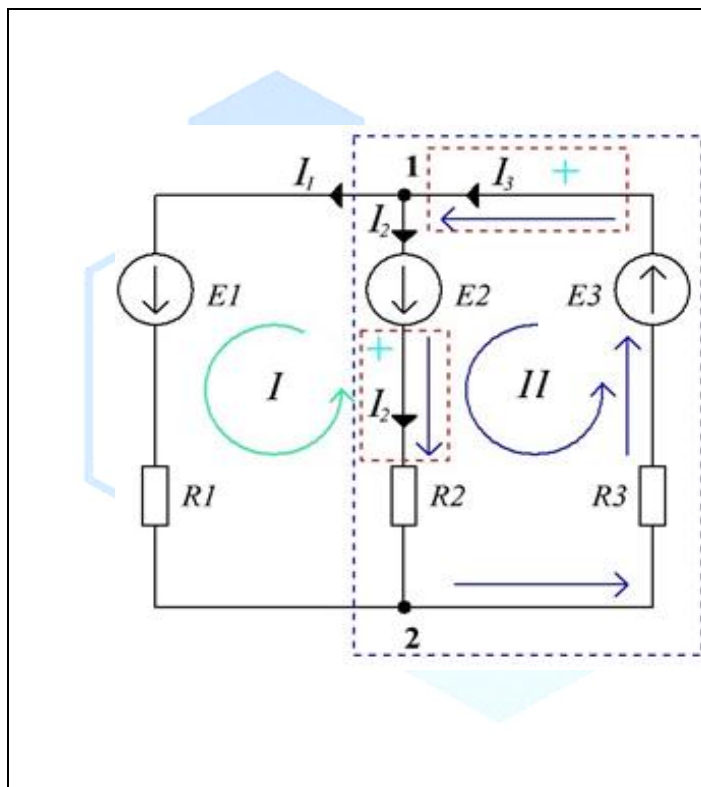 1
I₁ I₃ +
I₂
E1 E2 E3
+
I II
I₂
R1 R2 R3
2